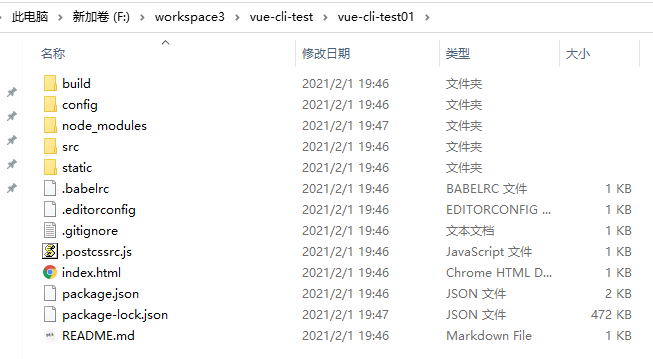 此电脑 > 新加卷 (F:) > workspace3 > vue-cli-test > vue-cli-test01 >
名称 修改日期 类型 大小
build 2021/2/1 19:46 文件夹
config 2021/2/1 19:46 文件夹
node_modules 2021/2/1 19:47 文件夹
src 2021/2/1 19:46 文件夹
static 2021/2/1 19:46 文件夹
.babelrc 2021/2/1 19:46 BABELRC 文件 1 KB
.editorconfig 2021/2/1 19:46 EDITORCONFIG ... 1 KB
.gitignore 2021/2/1 19:46 文本文档 1 KB
.postcssrc.js 2021/2/1 19:46 JavaScript 文件 1 KB
index.html 2021/2/1 19:46 Chrome HTML D... 1 KB
package.json 2021/2/1 19:46 JSON 文件 2 KB
package-lock.json 2021/2/1 19:47 JSON 文件 472 KB
README.md 2021/2/1 19:46 Markdown File 1 KB